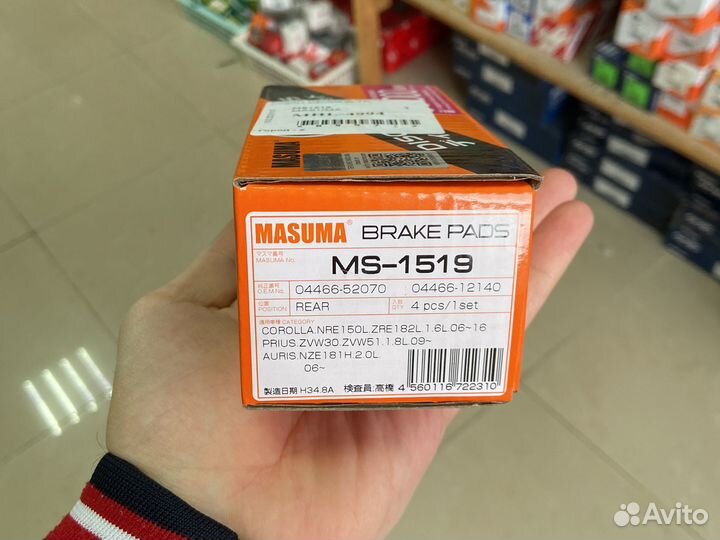 MASUMA
MASUMA® BRAKE PADS
マスマ番号
MASUMA No. MS-1519
純正番号
O.E.M.No. 04466-52070 04466-12140
位置
POSITION REAR 入数
QTY 4 pcs/1set
適用車種 CATEGORY
COROLLA.NRE150L.ZRE182L.1.6L.06~16
PRIUS.ZVW30.ZVW51.1.8L.09~
AURIS.NZE181H.2.0L.
06~
製造日期 H34.8A 検査員:高橋 4 560116 722310
Avito